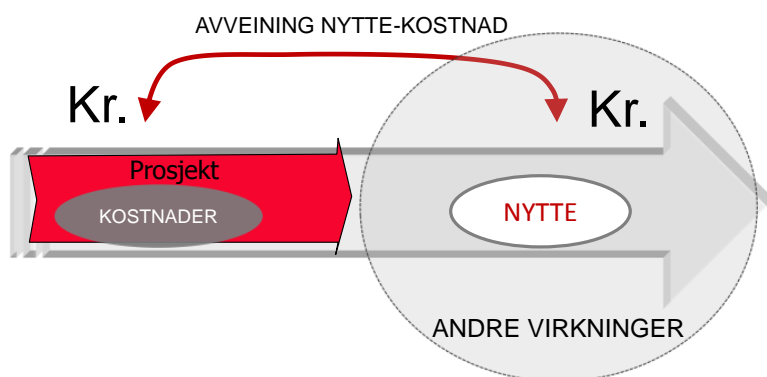 AVVEINING NYTTE-KOSTNAD
Kr.
Kr.
Prosjekt
KOSTNADER
NYTTE
ANDRE VIRKNINGER